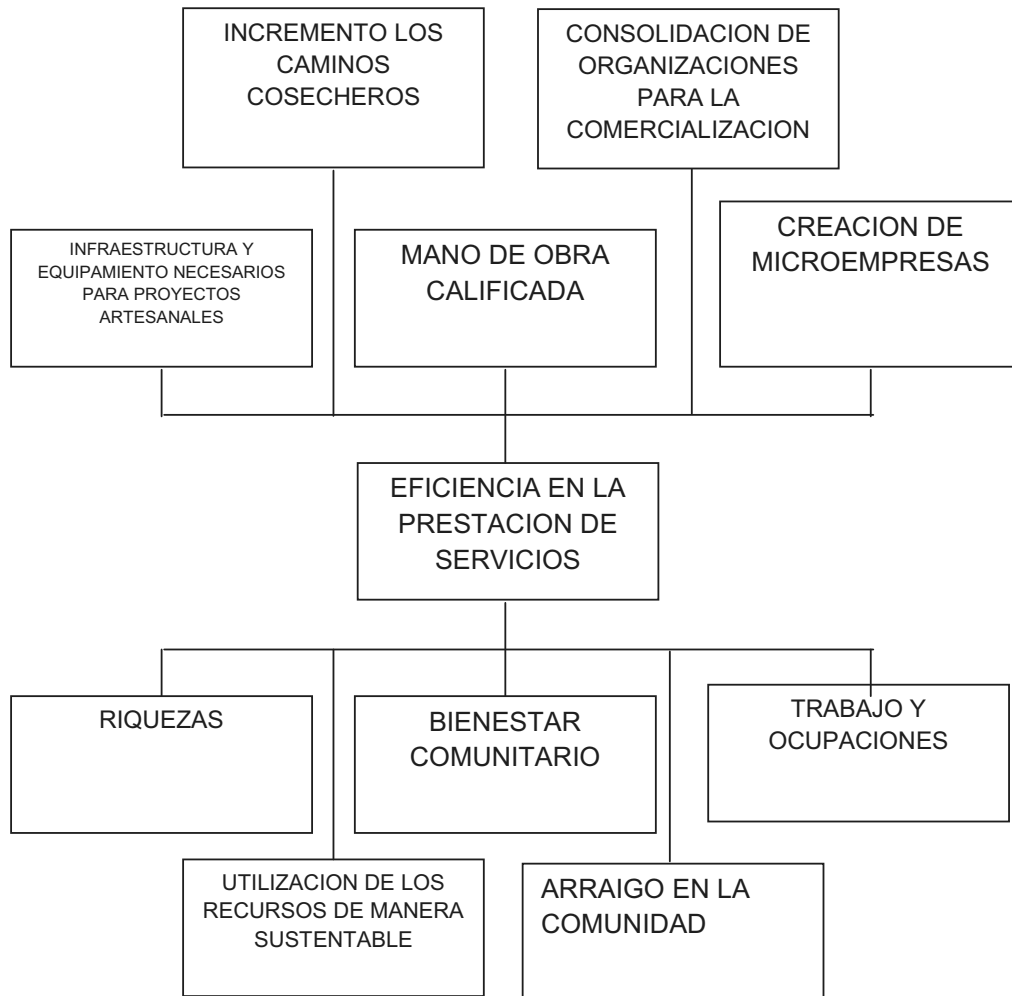 INCREMENTO LOS
CAMINOS
COSECHEROS
CONSOLIDACION DE
ORGANIZACIONES
PARA LA
COMERCIALIZACION
INFRAESTRUCTURA Y
EQUIPAMIENTO NECESARIOS
PARA PROYECTOS
ARTESANALES
MANO DE OBRA
CALIFICADA
CREACION DE
MICROEMPRESAS
EFICIENCIA EN LA
PRESTACION DE
SERVICIOS
RIQUEZAS
BIENESTAR
COMUNITARIO
TRABAJO Y
OCUPACIONES
UTILIZACION DE LOS
RECURSOS DE MANERA
SUSTENTABLE
ARRAIGO EN LA
COMUNIDAD